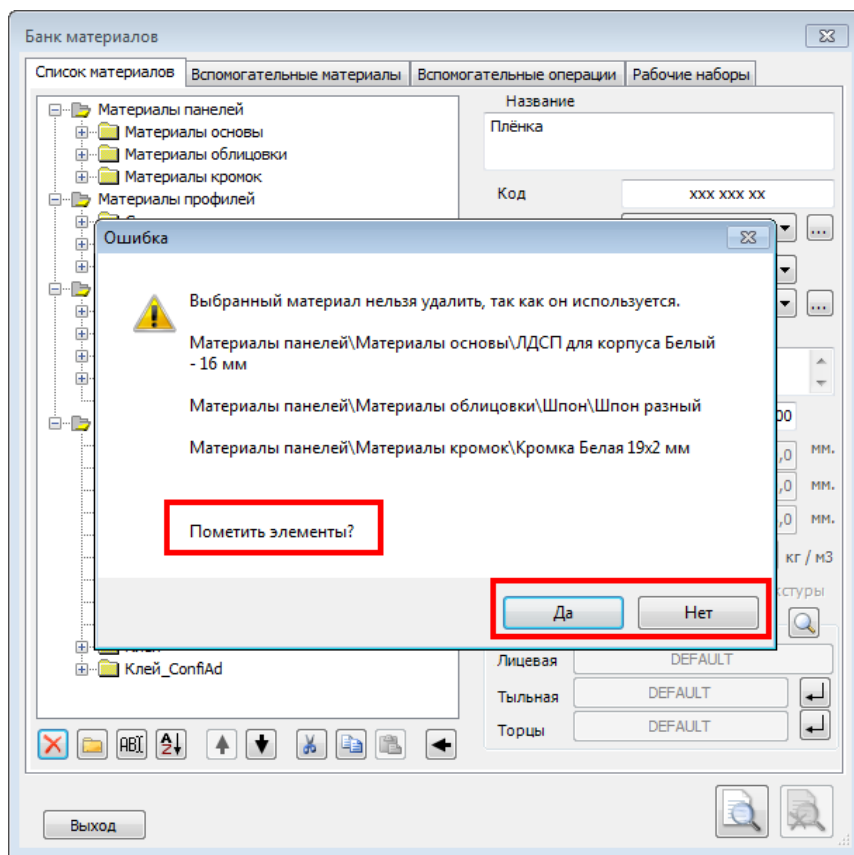 Банк материалов
Список материалов
Вспомогательные материалы
Вспомогательные операции
Рабочие наборы
Материалы панелей
Материалы основы
Материалы облицовки
Материалы кромок
Материалы профилей
Название
Плёнка
Код
xxx xxx xx
Ошибка
Выбранный материал нельзя удалить, так как он используется.
Материалы панелей\Материалы основы\ЛДСП для корпуса Белый
- 16 мм
Материалы панелей\Материалы облицовки\Шпон\Шпон разный
Материалы панелей\Материалы кромок\Кромка Белая 19x2 мм
Пометить элементы?
Да
Нет
,0 мм.
,0 мм.
,0 мм.
кг / м3
Клей_ConfiAd
Лицевая
DEFAULT
Тыльная
DEFAULT
Торцы
DEFAULT
Выход